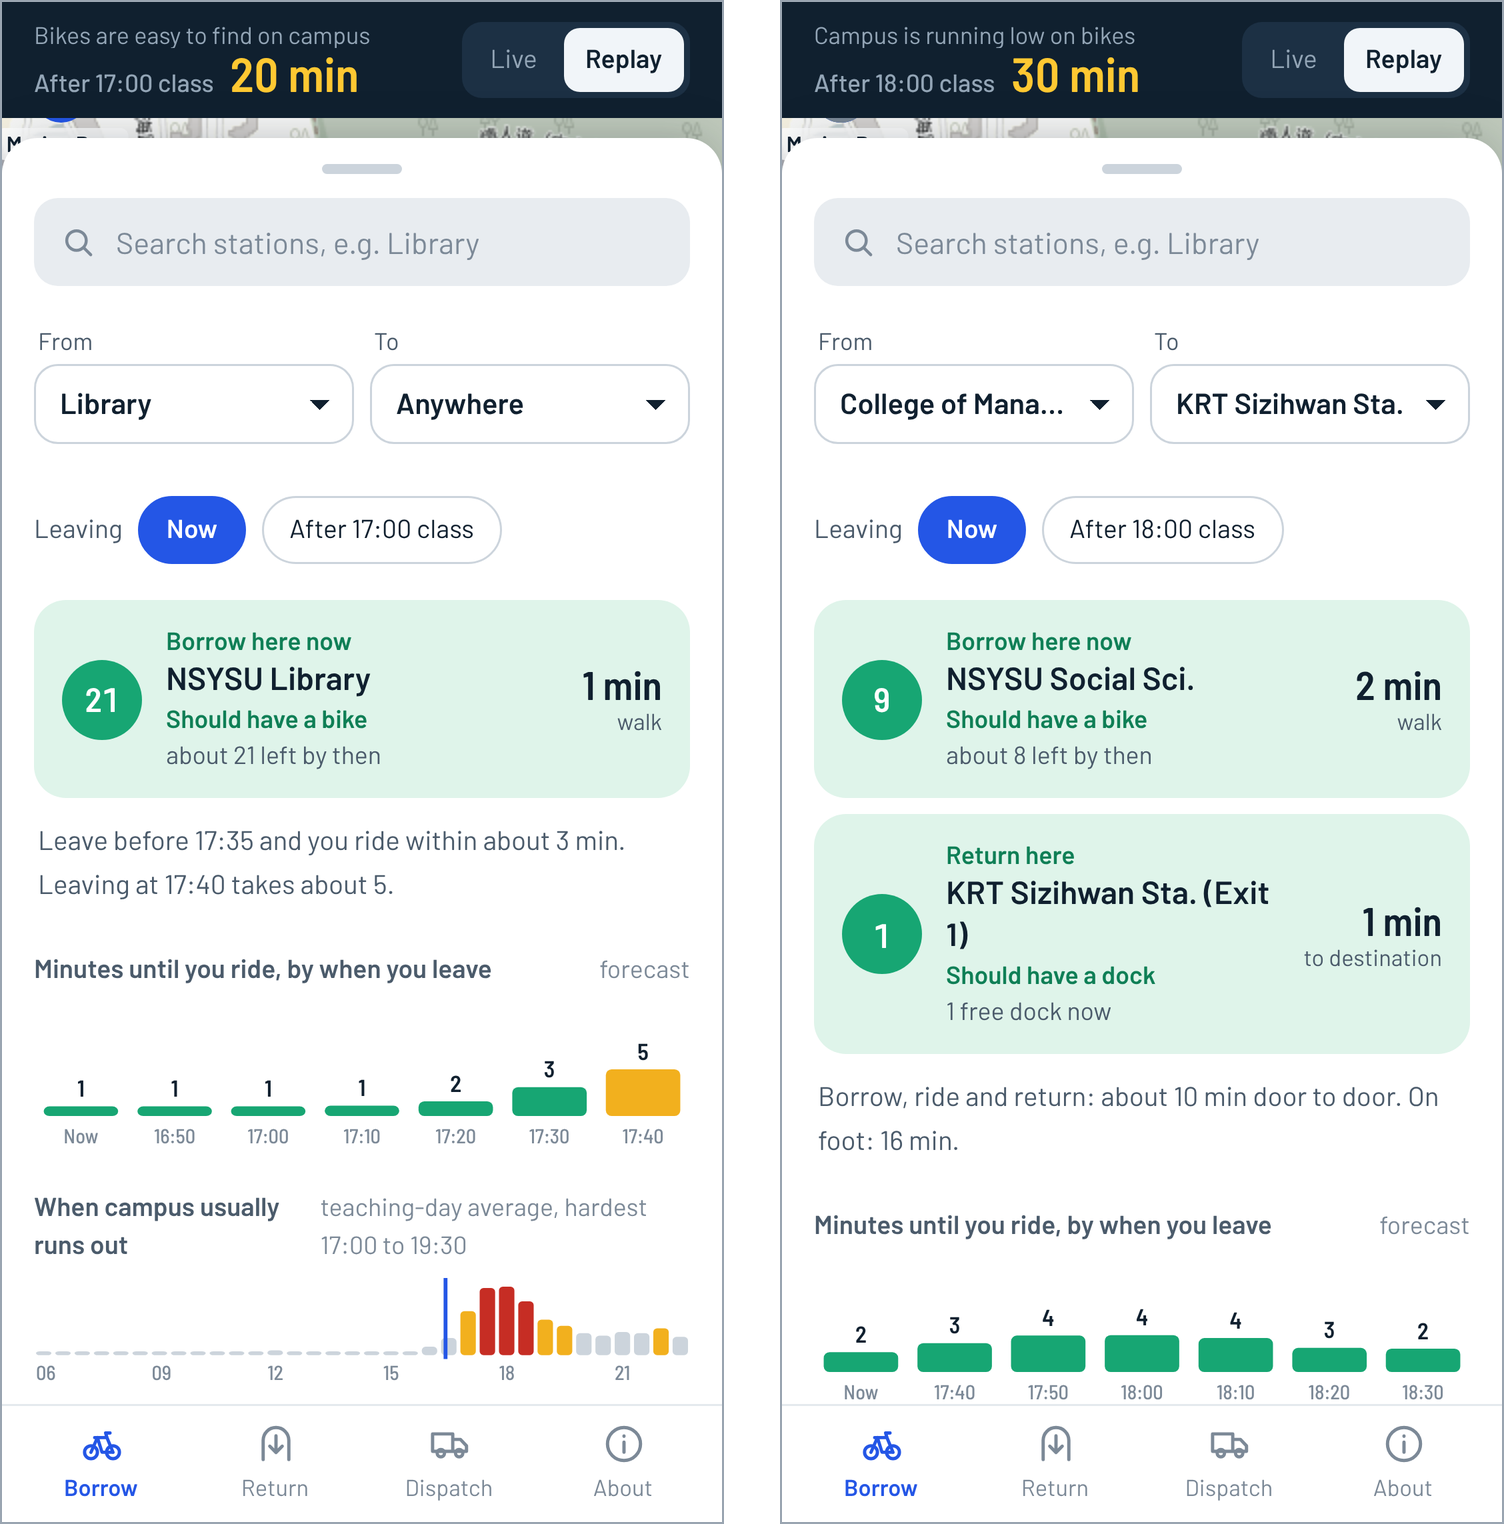 Bikes are easy to find on campus
After 17:00 class 20 min
Live
Replay
Search stations, e.g. Library
From
To
Library
Anywhere
Leaving
Now
After 17:00 class
Borrow here now
21
NSYSU Library
1 min
Should have a bike
walk
about 21 left by then
Leave before 17:35 and you ride within about 3 min.
Leaving at 17:40 takes about 5.
Minutes until you ride, by when you leave
forecast
1 1 1 1 2 3 5
Now 16:50 17:00 17:10 17:20 17:30 17:40
When campus usually
runs out
teaching-day average, hardest
17:00 to 19:30
06 09 12 15 18 21
Borrow
Return
Dispatch
About
Campus is running low on bikes
After 18:00 class 30 min
Live
Replay
Search stations, e.g. Library
From
To
College of Mana...
KRT Sizihwan Sta.
Leaving
Now
After 18:00 class
Borrow here now
9
NSYSU Social Sci.
2 min
Should have a bike
walk
about 8 left by then
Return here
1
KRT Sizihwan Sta. (Exit
1)
1 min
to destination
Should have a dock
1 free dock now
Borrow, ride and return: about 10 min door to door. On
foot: 16 min.
Minutes until you ride, by when you leave
forecast
2 3 4 4 4 3 2
Now 17:40 17:50 18:00 18:10 18:20 18:30
Borrow
Return
Dispatch
About